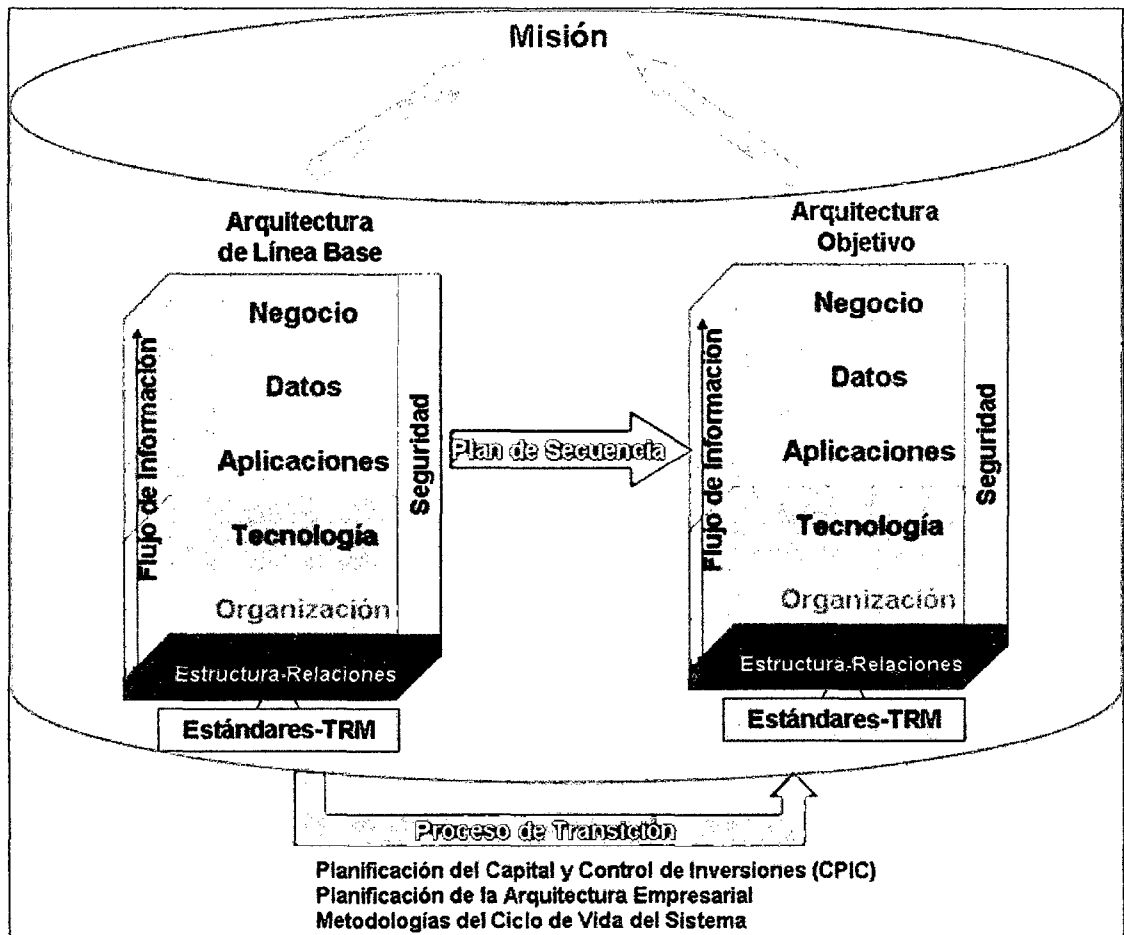 Misión
Arquitectura
de Línea Base
Flujo de Información
Negocio
Datos
Aplicaciones
Tecnología
Organización
Seguridad
Estructura-Relaciones
Estándares-TRM
Plan de Secuencia
Arquitectura
Objetivo
Flujo de Información
Negocio
Datos
Aplicaciones
Tecnología
Organización
Seguridad
Estructura-Relaciones
Estándares-TRM
Proceso de Transición
Planificación del Capital y Control de Inversiones (CPIC)
Planificación de la Arquitectura Empresarial
Metodologías del Ciclo de Vida del Sistema